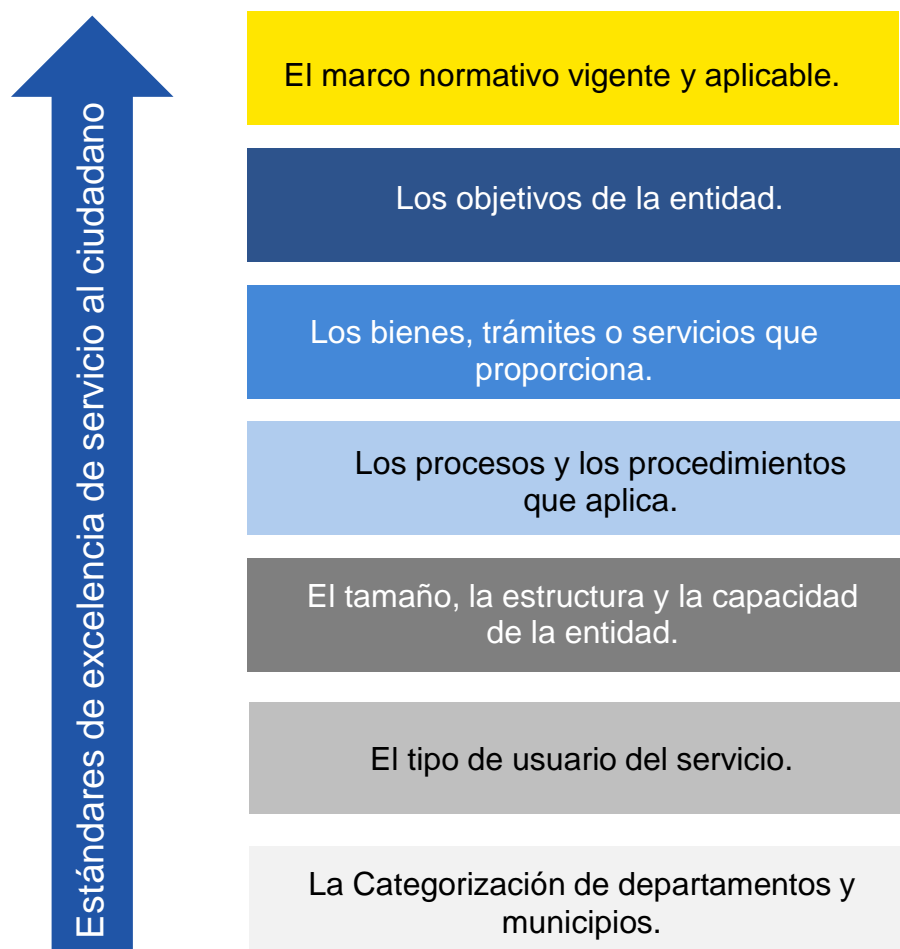 Estándares de excelencia de servicio al ciudadano
El marco normativo vigente y aplicable.
Los objetivos de la entidad.
Los bienes, trámites o servicios que
proporciona.
Los procesos y los procedimientos
que aplica.
El tamaño, la estructura y la capacidad
de la entidad.
El tipo de usuario del servicio.
La Categorización de departamentos y
municipios.